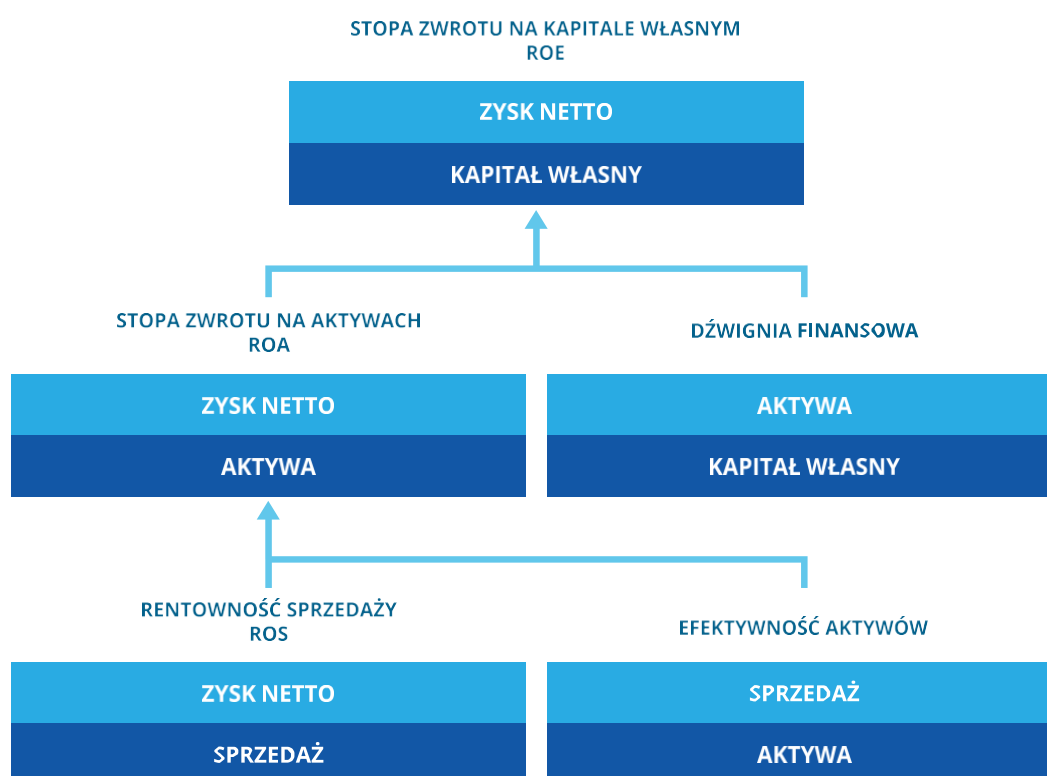 STOPA ZWROTU NA KAPITALE WŁASNYM
ROE
ZYSK NETTO
KAPITAŁ WŁASNY
STOPA ZWROTU NA AKTYWACH
ROA
DŹWIGNIA FINANSOWA
ZYSK NETTO
AKTYWA
AKTYWA
KAPITAŁ WŁASNY
RENTOWNOŚĆ SPRZEDAŻY
ROS
EFEKTYWNOŚĆ AKTYWÓW
ZYSK NETTO
SPRZEDAŻ
SPRZEDAŻ
AKTYWA